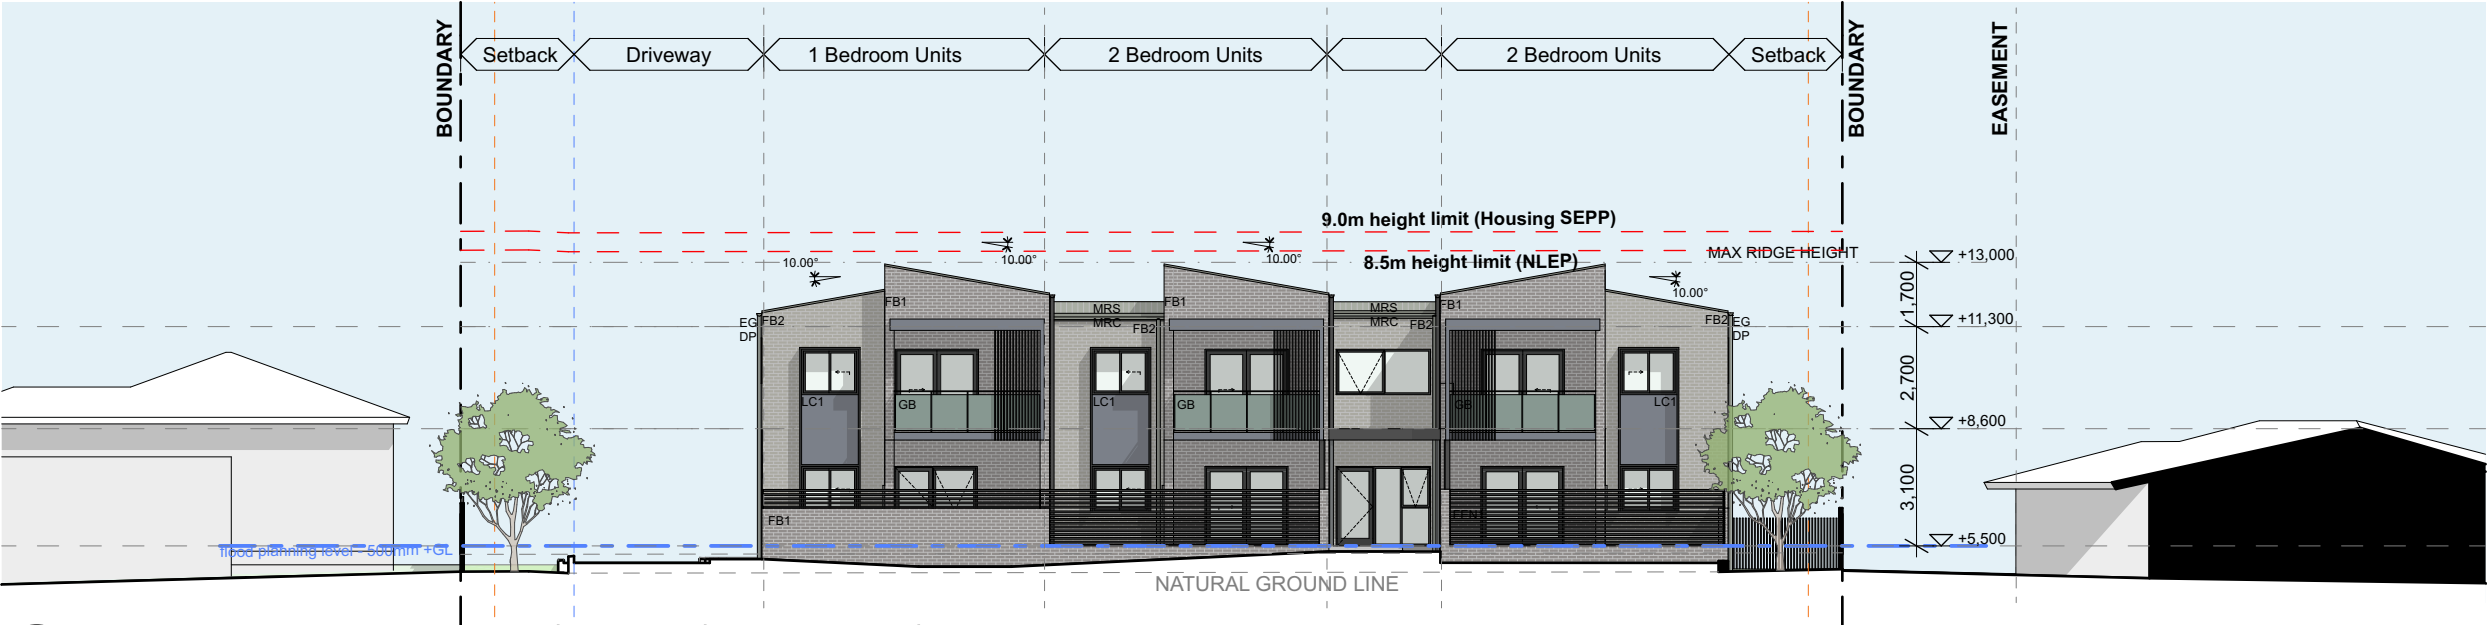 BOUNDARY
Setback
Driveway
1 Bedroom Units
2 Bedroom Units
2 Bedroom Units
Setback
BOUNDARY
EASEMENT
9.0m height limit (Housing SEPP)
MAX RIDGE HEIGHT
8.5m height limit (NLEP)
10.00°
10.00°
10.00°
10.00°
+13,000
1,700
+11,300
2,700
+8,600
3,100
+5,500
EG
DP
FB2
FB1
MRS
MRC
FB2
FB1
MRS
MRC
FB2
FB1
FB2
EG
DP
LC1
GB
LC1
GB
GB
LC1
FB1
flood planning level - 500mm +GL
NATURAL GROUND LINE